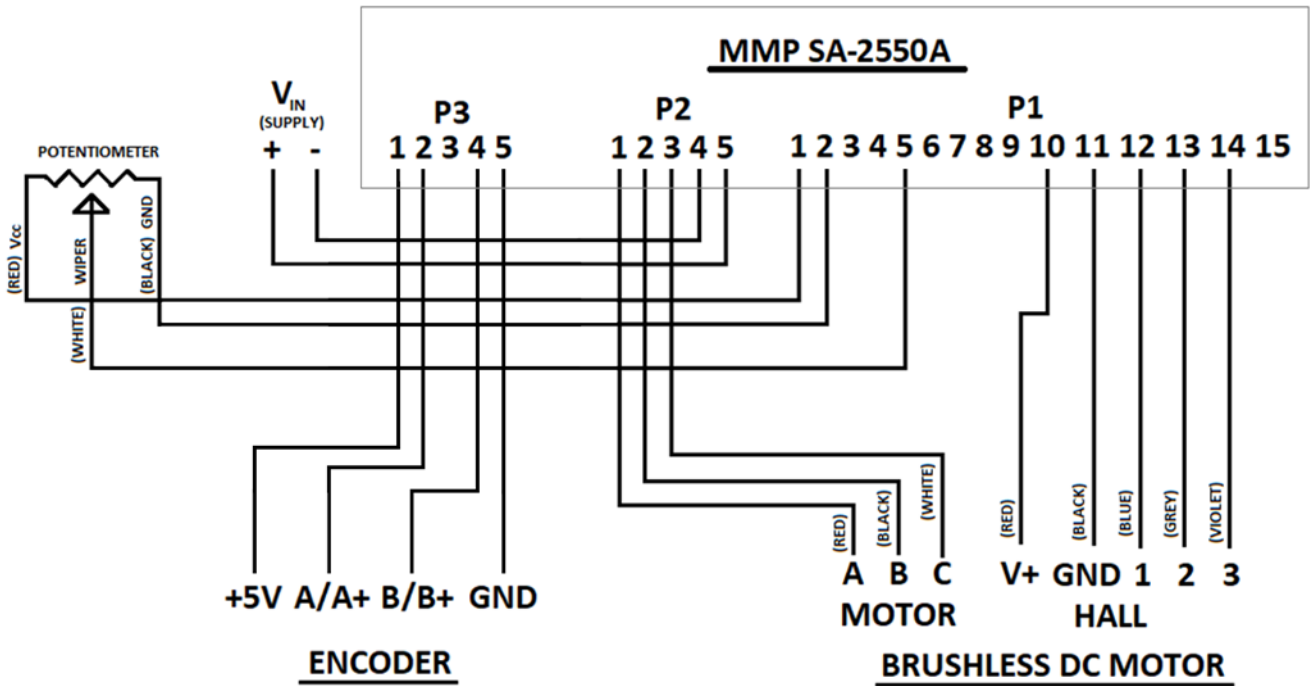 MMP SA-2550A
VIN
(SUPPLY)
+ -
P3
1 2 3 4 5
P2
1 2 3 4 5
P1
1 2 3 4 5 6 7 8 9 10 11 12 13 14 15
POTENTIOMETER
(RED) Vcc
WIPER
(WHITE)
(BLACK) GND
+5V A/A+ B/B+ GND
ENCODER
(RED)
(BLACK)
(WHITE)
A B C
MOTOR
(RED)
(BLACK)
(BLUE)
(GREY)
(VIOLET)
V+ GND 1 2 3
HALL
BRUSHLESS DC MOTOR